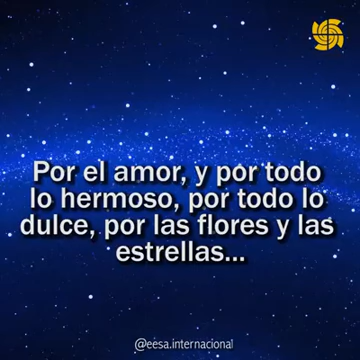 Por el amor, y por todo
lo hermoso, por todo lo
dulce, por las flores y las
estrellas...
@eesa.internacional